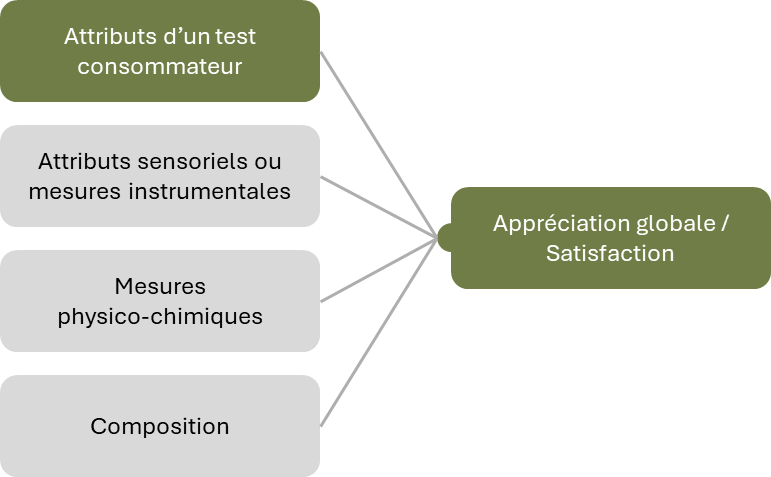 Attributs d’un test
consommateur
Attributs sensoriels ou
mesures instrumentales
Mesures
physico-chimiques
Composition
Appréciation globale /
Satisfaction